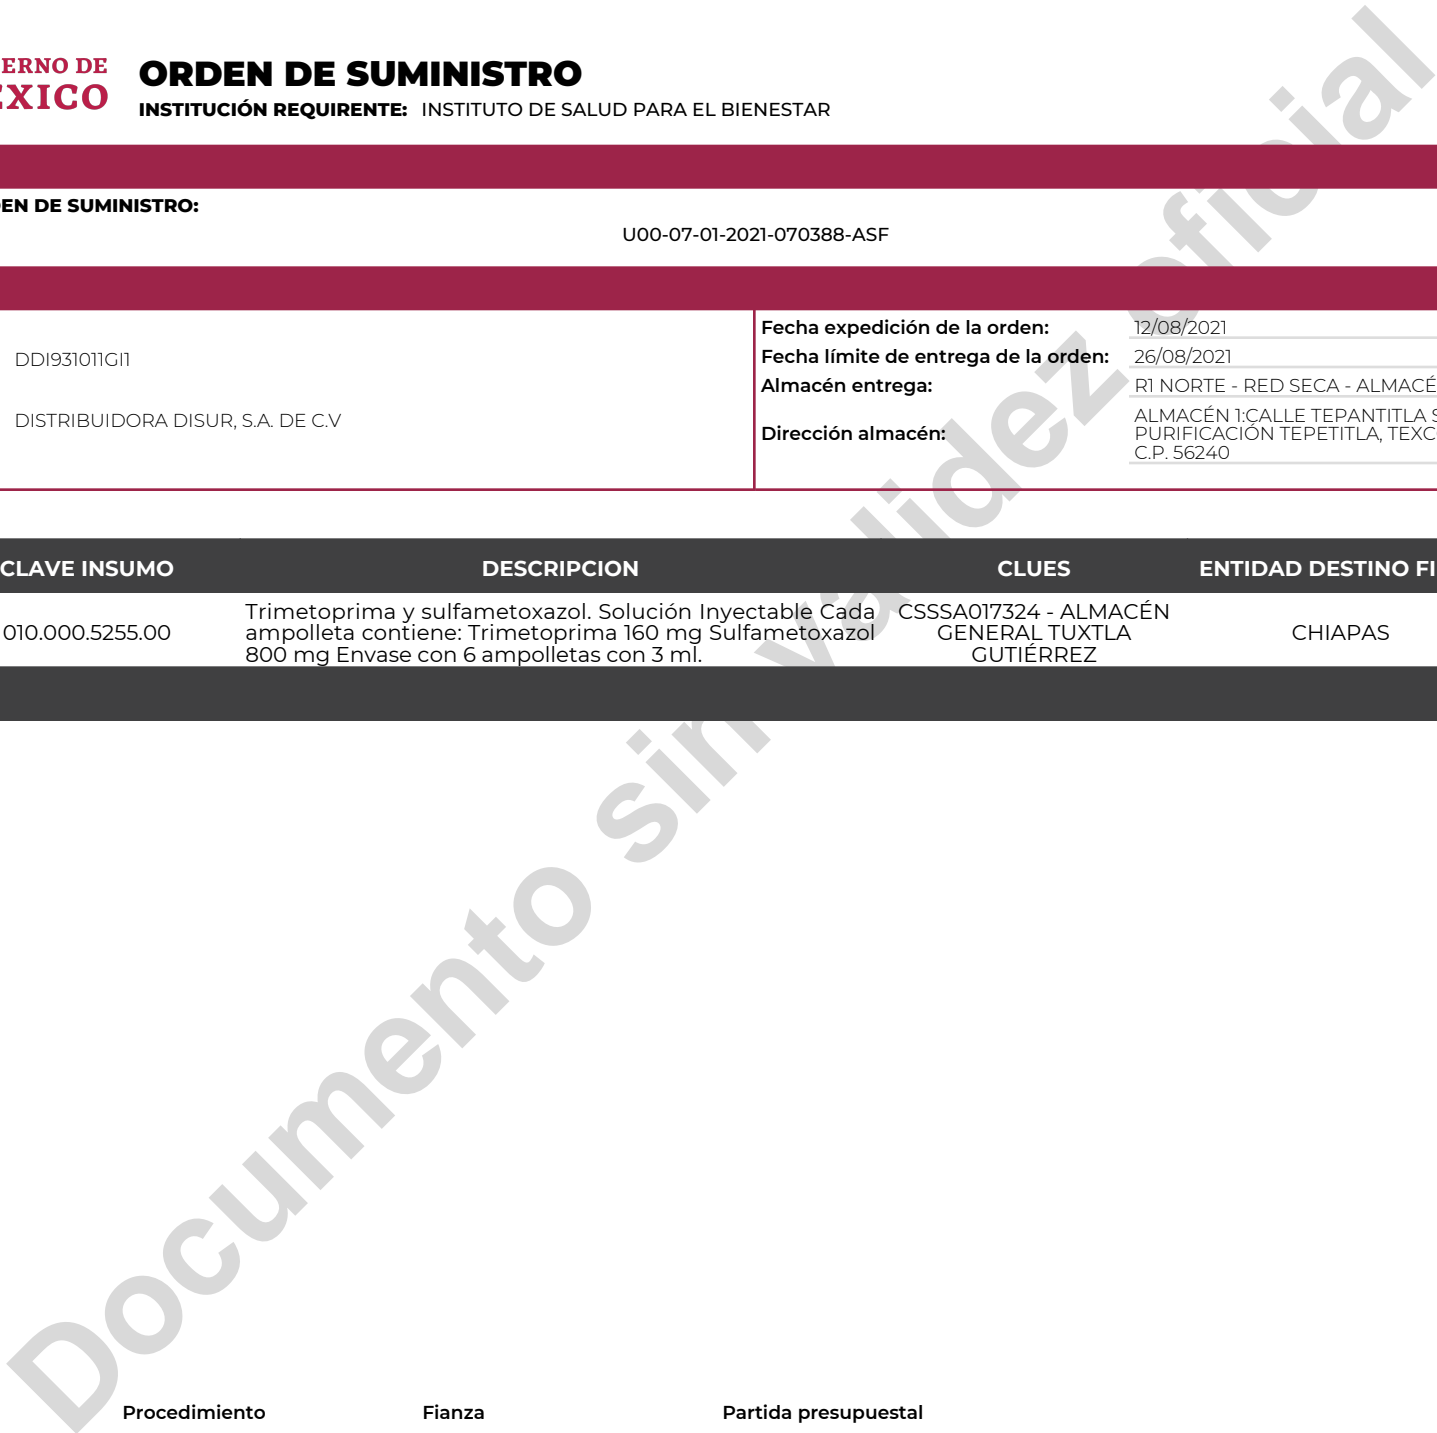 ERNO DE
XICO
ORDEN DE SUMINISTRO
INSTITUCIÓN REQUIRENTE: INSTITUTO DE SALUD PARA EL BIENESTAR
EN DE SUMINISTRO:
U00-07-01-2021-070388-ASF
DDI931011GI1
DISTRIBUIDORA DISUR, S.A. DE C.V
Fecha expedición de la orden: 12/08/2021
Fecha límite de entrega de la orden: 26/08/2021
Almacén entrega: R1 NORTE - RED SECA - ALMACÉ
Dirección almacén:
ALMACÉN 1:CALLE TEPANTITLA S
PURIFICACIÓN TEPETITLA, TEXC
C.P. 56240
CLAVE INSUMO DESCRIPCION CLUES ENTIDAD DESTINO FI
010.000.5255.00
Trimetoprima y sulfametoxazol. Solución Inyectable Cada
ampolleta contiene: Trimetoprima 160 mg Sulfametoxazol
800 mg Envase con 6 ampolletas con 3 ml.
CSSSA017324 - ALMACÉN
GENERAL TUXTLA
GUTIÉRREZ
CHIAPAS
Documento sin validez oficial
Procedimiento Fianza Partida presupuestal